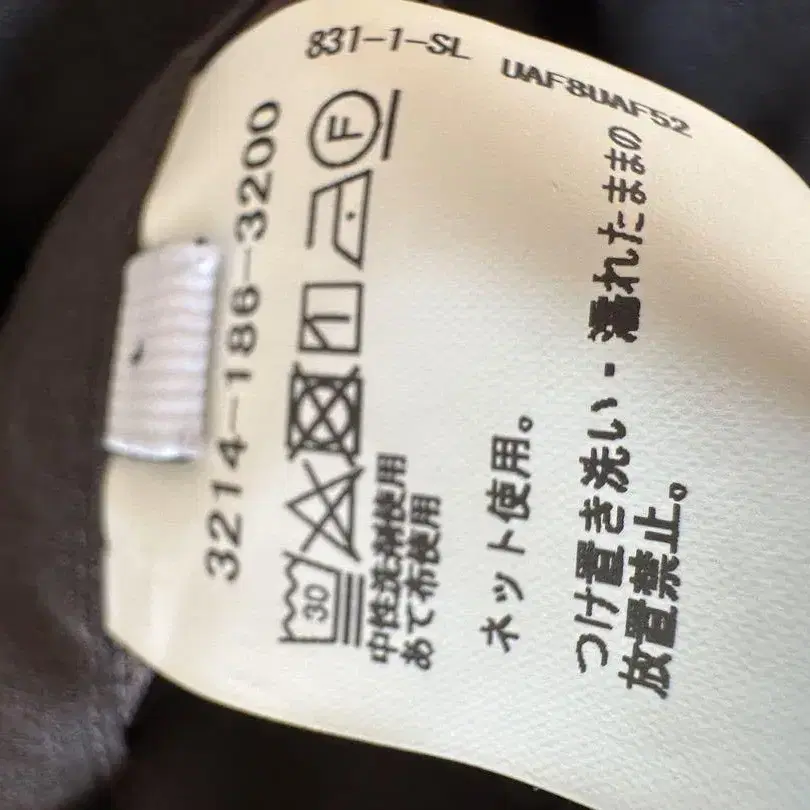 3214-186-3200
30
F
中性洗剤使用
あて布使用
ネット使用。
つけ置き洗い・濡れたままの
放置禁止。
831-1-SL
UAF8UAF52